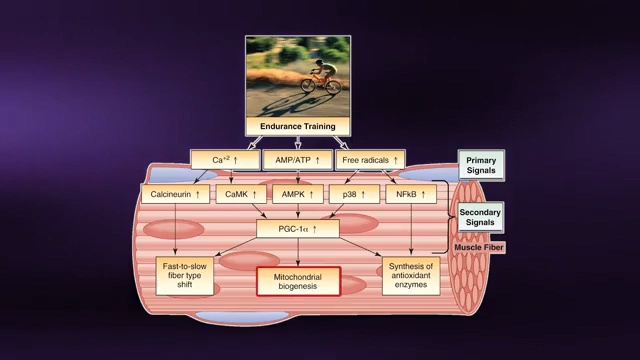 Endurance Training
Ca+2 ↑
AMP/ATP ↑
Free radicals ↑
Primary
Signals
Calcineurin ↑
CaMK ↑
AMPK ↑
p38 ↑
NFkB ↑
Secondary
Signals
PGC-1α ↑
Muscle Fiber
Fast-to-slow
fiber type
shift
Mitochondrial
biogenesis
Synthesis of
antioxidant
enzymes